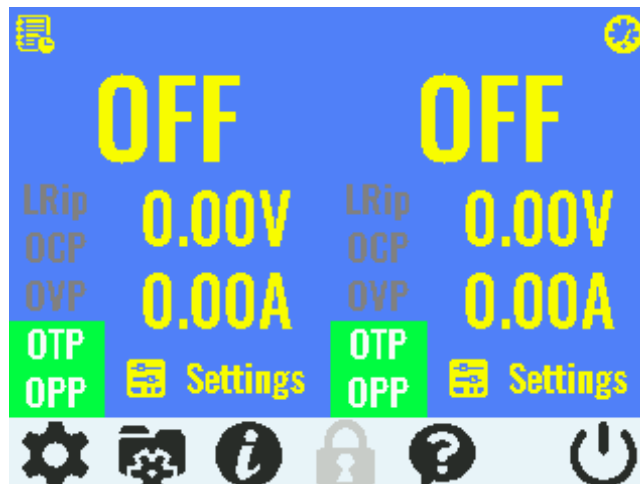 OFF
LRip
OCP
OVP
OTP
OPP
0.00V
0.00A
Settings
OFF
LRip
OCP
OVP
OTP
OPP
0.00V
0.00A
Settings